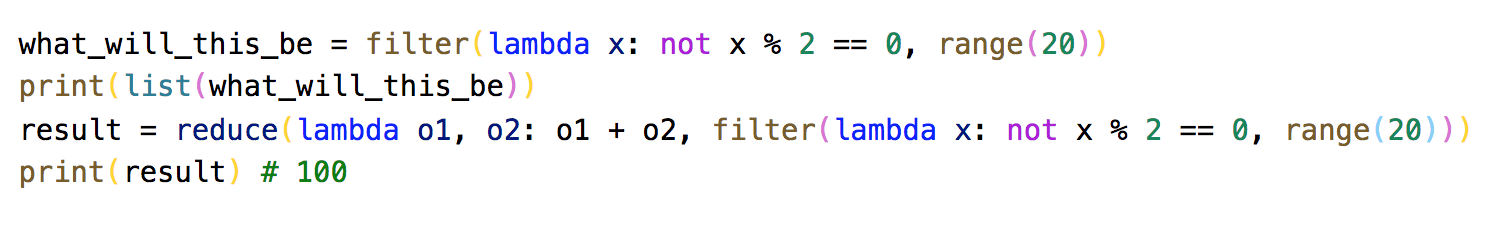 what_will_this_be = filter(lambda x: not x % 2 == 0, range(20))
print(list(what_will_this_be))
result = reduce(lambda o1, o2: o1 + o2, filter(lambda x: not x % 2 == 0, range(20)))
print(result) # 100